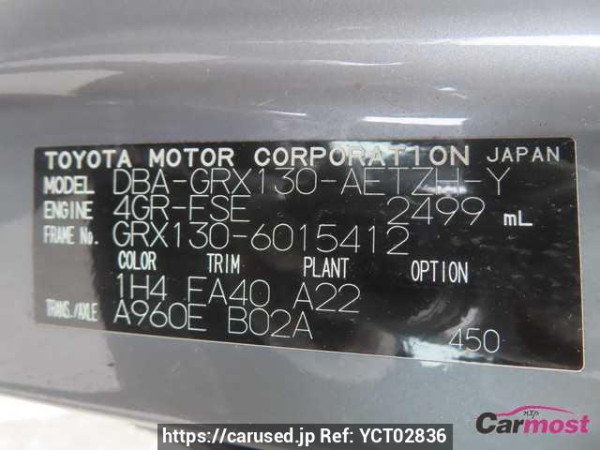 TOYOTA MOTOR CORPORATION JAPAN
MODEL DBA-GRX130-AETZH-Y
ENGINE 4GR-FSE 2499 mL
FRAME No. GRX130-6015412
COLOR TRIM PLANT OPTION
1H4 FA40 A22
TRANS./AXLE A960E B02A
450
Carmost
https://carused.jp Ref: YCT02836